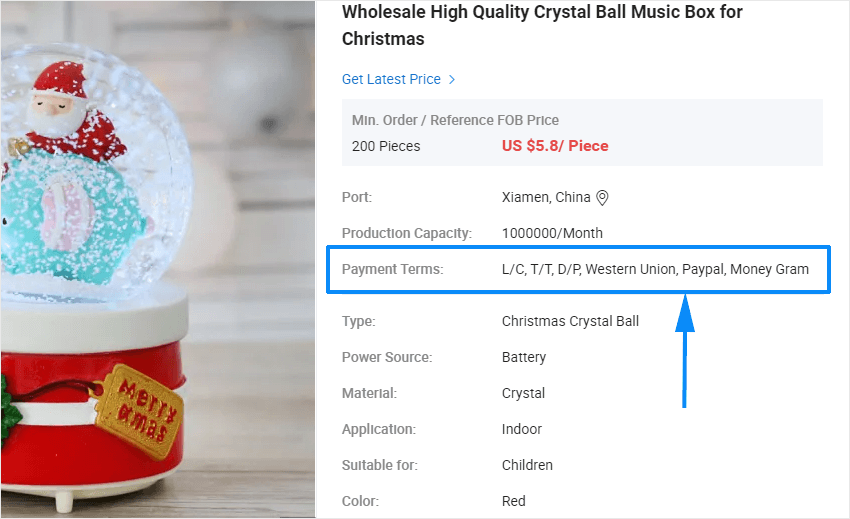 Wholesale High Quality Crystal Ball Music Box for
Christmas
Get Latest Price >
Min. Order / Reference FOB Price
200 Pieces US $5.8/ Piece
Port: Xiamen, China
Production Capacity: 1000000/Month
Payment Terms: L/C, T/T, D/P, Western Union, Paypal, Money Gram
Type: Christmas Crystal Ball
Power Source: Battery
Material: Crystal
Application: Indoor
Suitable for: Children
Color: Red
Merry
xmas